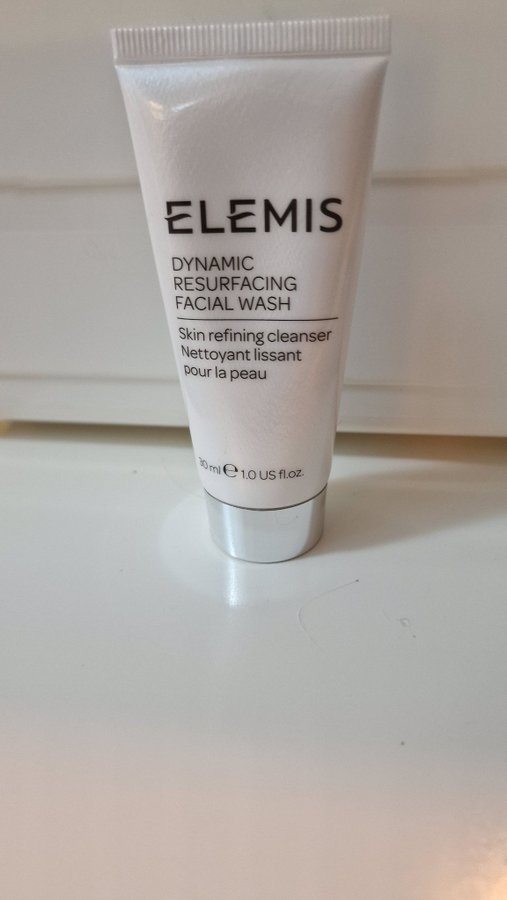 ELEMIS
DYNAMIC
RESURFACING
FACIAL WASH
Skin refining cleanser
Nettoyant lissant
pour la peau
30 ml ℮ 1.0 US fl.oz.